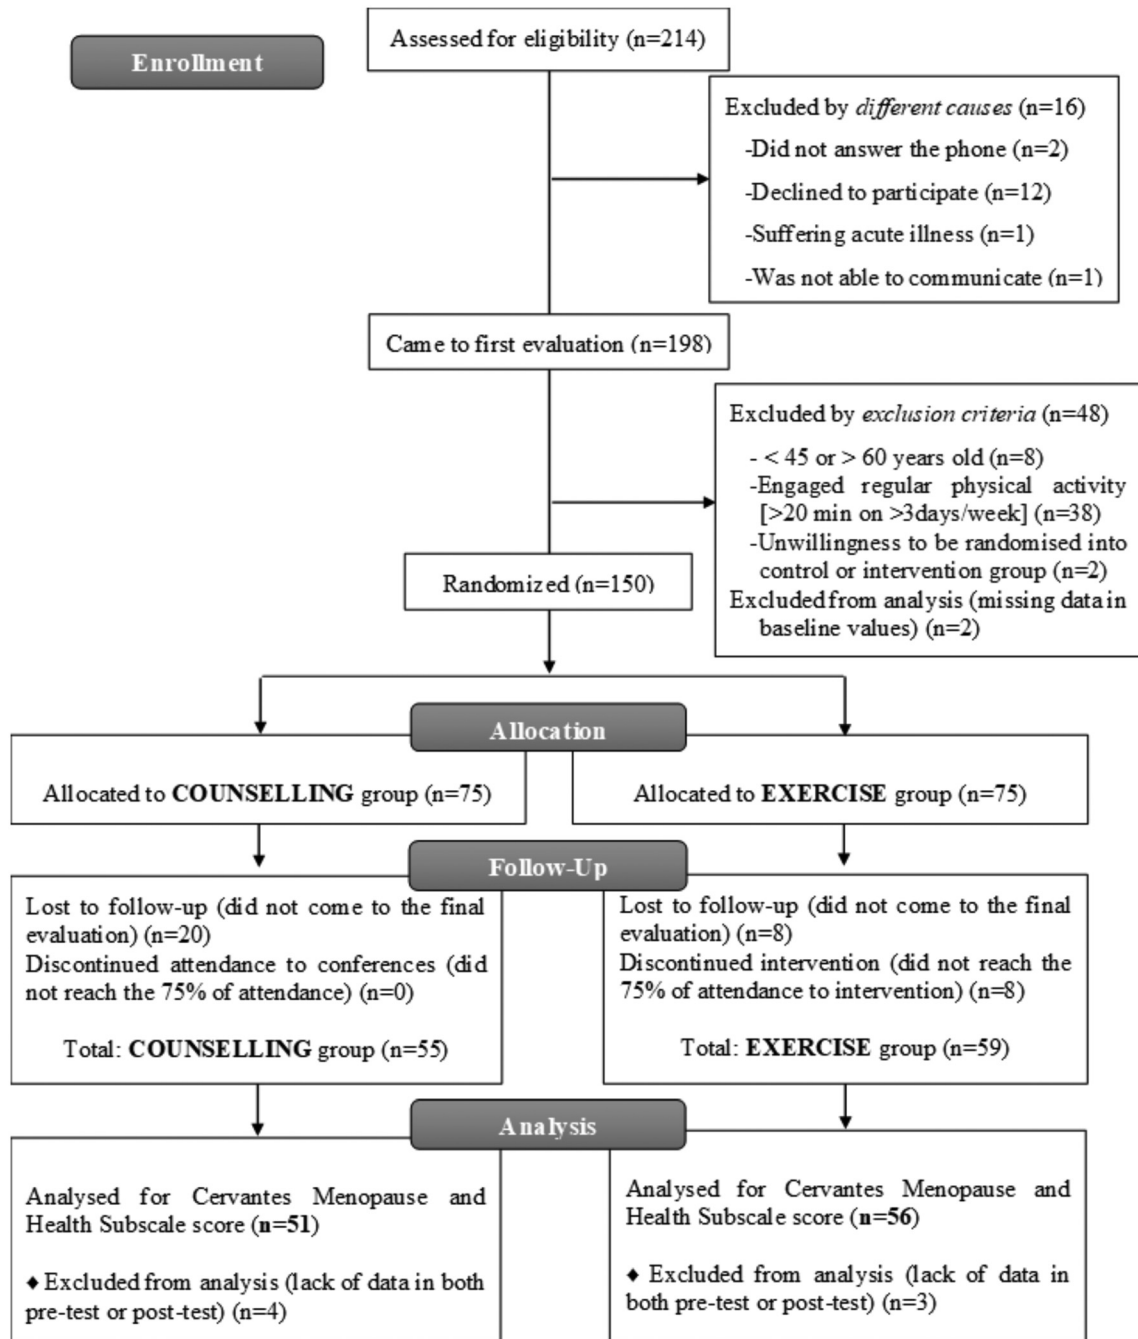 Assessed for eligibility (n=214)
Enrollment
Excluded by different causes (n=16)
-Did not answer the phone (n=2)
-Declined to participate (n=12)
-Suffering acute illness (n=1)
-Was not able to communicate (n=1)
Came to first evaluation (n=198)
Excluded by exclusion criteria (n=48)
- < 45 or > 60 years old (n=8)
-Engaged regular physical activity
[>20 min on >3days/week] (n=38)
-Unwillingness to be randomised into
control or intervention group (n=2)
Excluded from analysis (missing data in
baseline values) (n=2)
Randomized (n=150)
Allocation
Allocated to COUNSELLING group (n=75)
Allocated to EXERCISE group (n=75)
Follow-Up
Lost to follow-up (did not come to the final
evaluation) (n=20)
Discontinued attendance to conferences (did
not reach the 75% of attendance) (n=0)
Total: COUNSELLING group (n=55)
Lost to follow-up (did not come to the final
evaluation) (n=8)
Discontinued intervention (did not reach the
75% of attendance to intervention) (n=8)
Total: EXERCISE group (n=59)
Analysis
Analysed for Cervantes Menopause and
Health Subscale score (n=51)
♦ Excluded from analysis (lack of data in both
pre-test or post-test) (n=4)
Analysed for Cervantes Menopause and
Health Subscale score (n=56)
♦ Excluded from analysis (lack of data in
both pre-test or post-test) (n=3)